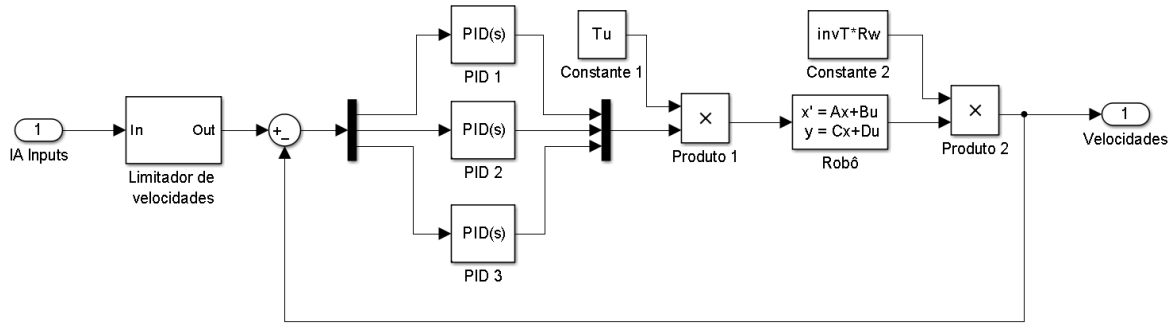 1
IA Inputs
In
Out
Limitador de
velocidades
+
−
PID(s)
PID 1
PID(s)
PID 2
PID(s)
PID 3
Tu
Constante 1
×
Produto 1
x' = Ax+Bu
y = Cx+Du
Robô
invT*Rw
Constante 2
×
Produto 2
1
Velocidades